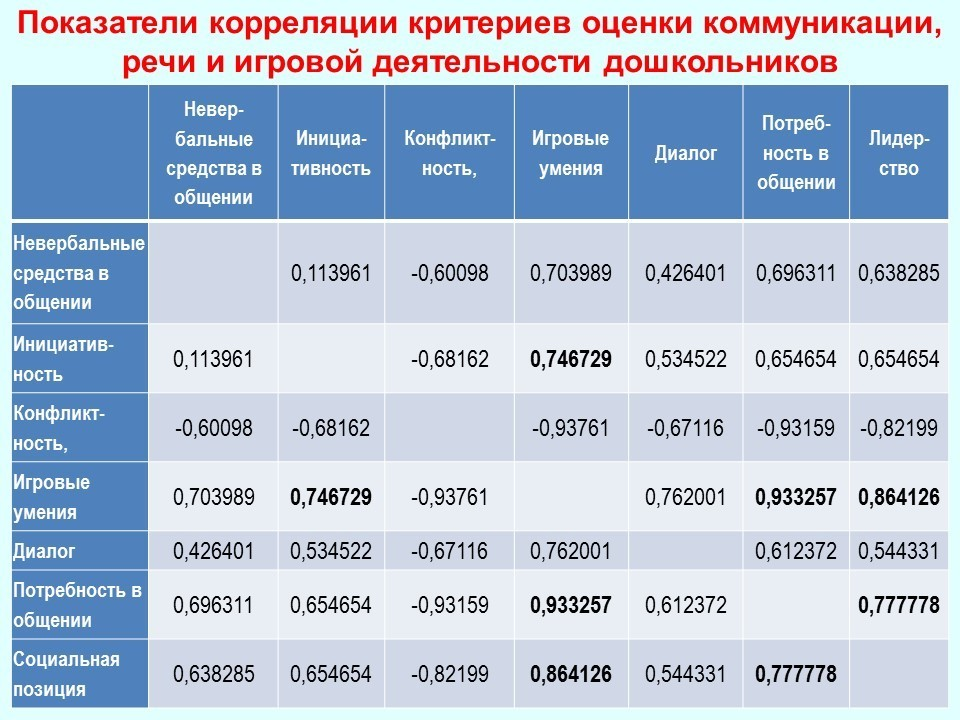 Показатели корреляции критериев оценки коммуникации,
речи и игровой деятельности дошкольников
Невер-
бальные
средства в
общении
Инициа-
тивность
Конфликт-
ность,
Игровые
умения
Диалог
Потреб-
ность в
общении
Лидер-
ство
Невербальные
средства в
общении
0,113961 -0,60098 0,703989 0,426401 0,696311 0,638285
Инициатив-
ность
0,113961 -0,68162 0,746729 0,534522 0,654654 0,654654
Конфликт-
ность,
-0,60098 -0,68162 -0,93761 -0,67116 -0,93159 -0,82199
Игровые
умения
0,703989 0,746729 -0,93761 0,762001 0,933257 0,864126
Диалог 0,426401 0,534522 -0,67116 0,762001 0,612372 0,544331
Потребность в
общении
0,696311 0,654654 -0,93159 0,933257 0,612372 0,777778
Социальная
позиция
0,638285 0,654654 -0,82199 0,864126 0,544331 0,777778